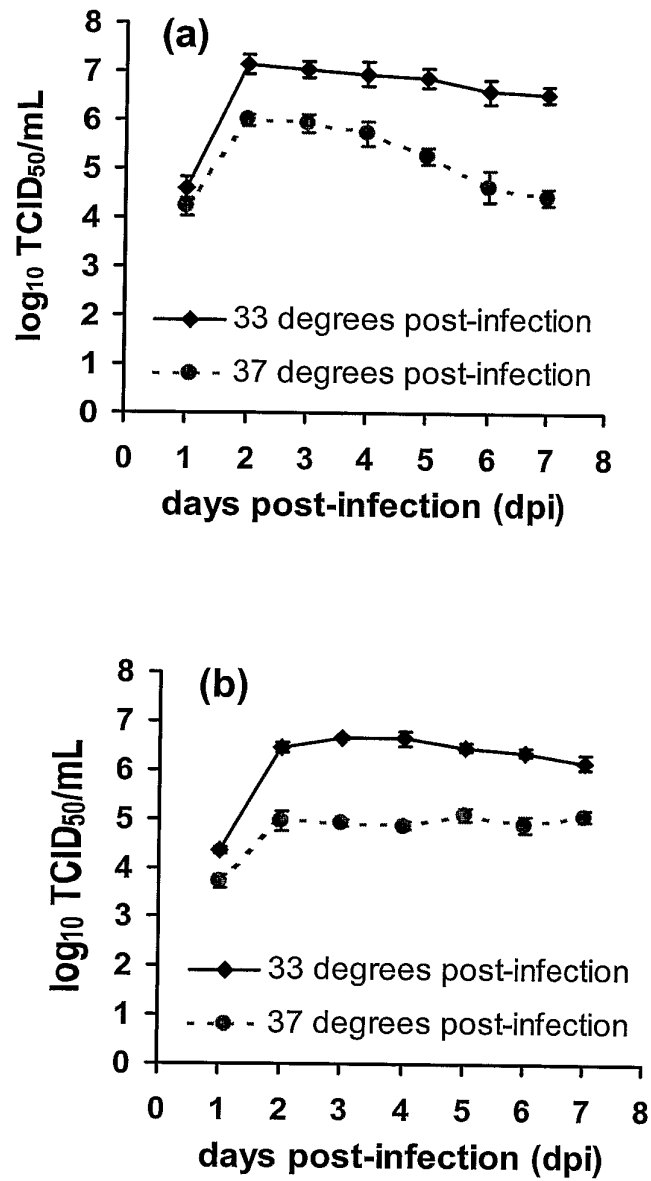 (a)
8
7
6
5
4
3
2
1
0
log₁₀ TCID₅₀/mL
33 degrees post-infection
37 degrees post-infection
0 1 2 3 4 5 6 7 8
days post-infection (dpi)
(b)
8
7
6
5
4
3
2
1
0
log₁₀ TCID₅₀/mL
33 degrees post-infection
37 degrees post-infection
0 1 2 3 4 5 6 7 8
days post-infection (dpi)